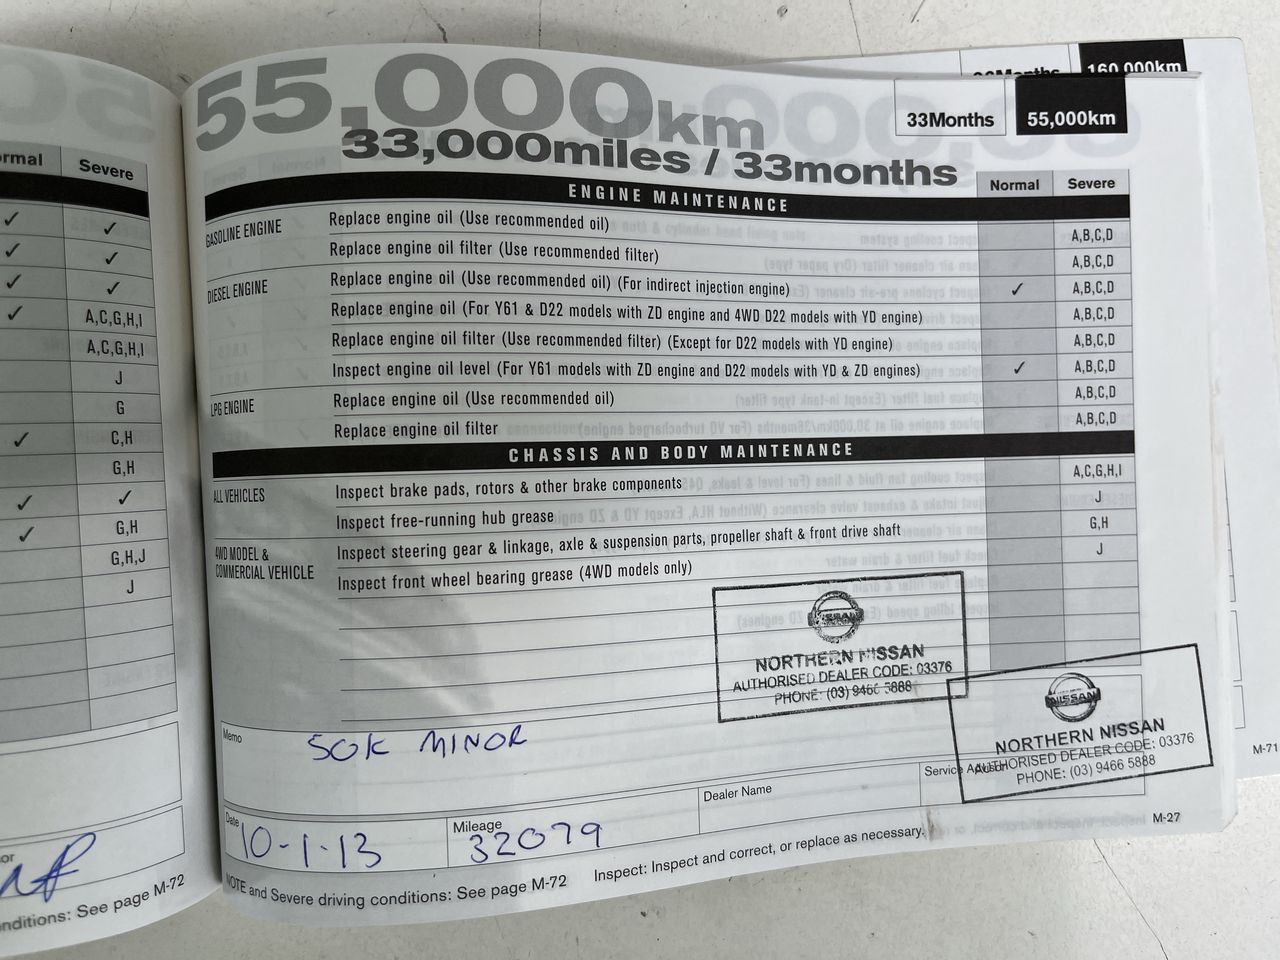 55,000km
33,000miles / 33months
33Months 55,000km
160,000km
Normal Severe
ENGINE MAINTENANCE
GASOLINE ENGINE Replace engine oil (Use recommended oil) A,B,C,D
Replace engine oil filter (Use recommended filter) A,B,C,D
DIESEL ENGINE Replace engine oil (Use recommended oil) (For indirect injection engine) ✓ A,B,C,D
Replace engine oil (For Y61 & D22 models with ZD engine and 4WD D22 models with YD engine) A,B,C,D
Replace engine oil filter (Use recommended filter) (Except for D22 models with YD engine) A,B,C,D
Inspect engine oil level (For Y61 models with ZD engine and D22 models with YD & ZD engines) ✓ A,B,C,D
LPG ENGINE Replace engine oil (Use recommended oil) A,B,C,D
Replace engine oil filter A,B,C,D
CHASSIS AND BODY MAINTENANCE
ALL VEHICLES Inspect brake pads, rotors & other brake components A,C,G,H,I
Inspect free-running hub grease J
4WD MODEL & COMMERCIAL VEHICLE Inspect steering gear & linkage, axle & suspension parts, propeller shaft & front drive shaft G,H
Inspect front wheel bearing grease (4WD models only) J
NISSAN
NORTHERN NISSAN
AUTHORISED DEALER CODE: 03376
PHONE: (03) 9466 5888
NISSAN
NORTHERN NISSAN
AUTHORISED DEALER CODE: 03376
PHONE: (03) 9466 5888
Memo
50K MINOR
Date 10-1-13
Mileage 32079
Dealer Name
Service Advisor
NOTE and Severe driving conditions: See page M-72 Inspect: Inspect and correct, or replace as necessary.
M-27
M-71
Severe
✓ ✓
✓ ✓
✓ ✓
✓ A,C,G,H,I
A,C,G,H,I
J
G
✓ C,H
G,H
✓ ✓
✓ G,H
G,H,J
J
See page M-72